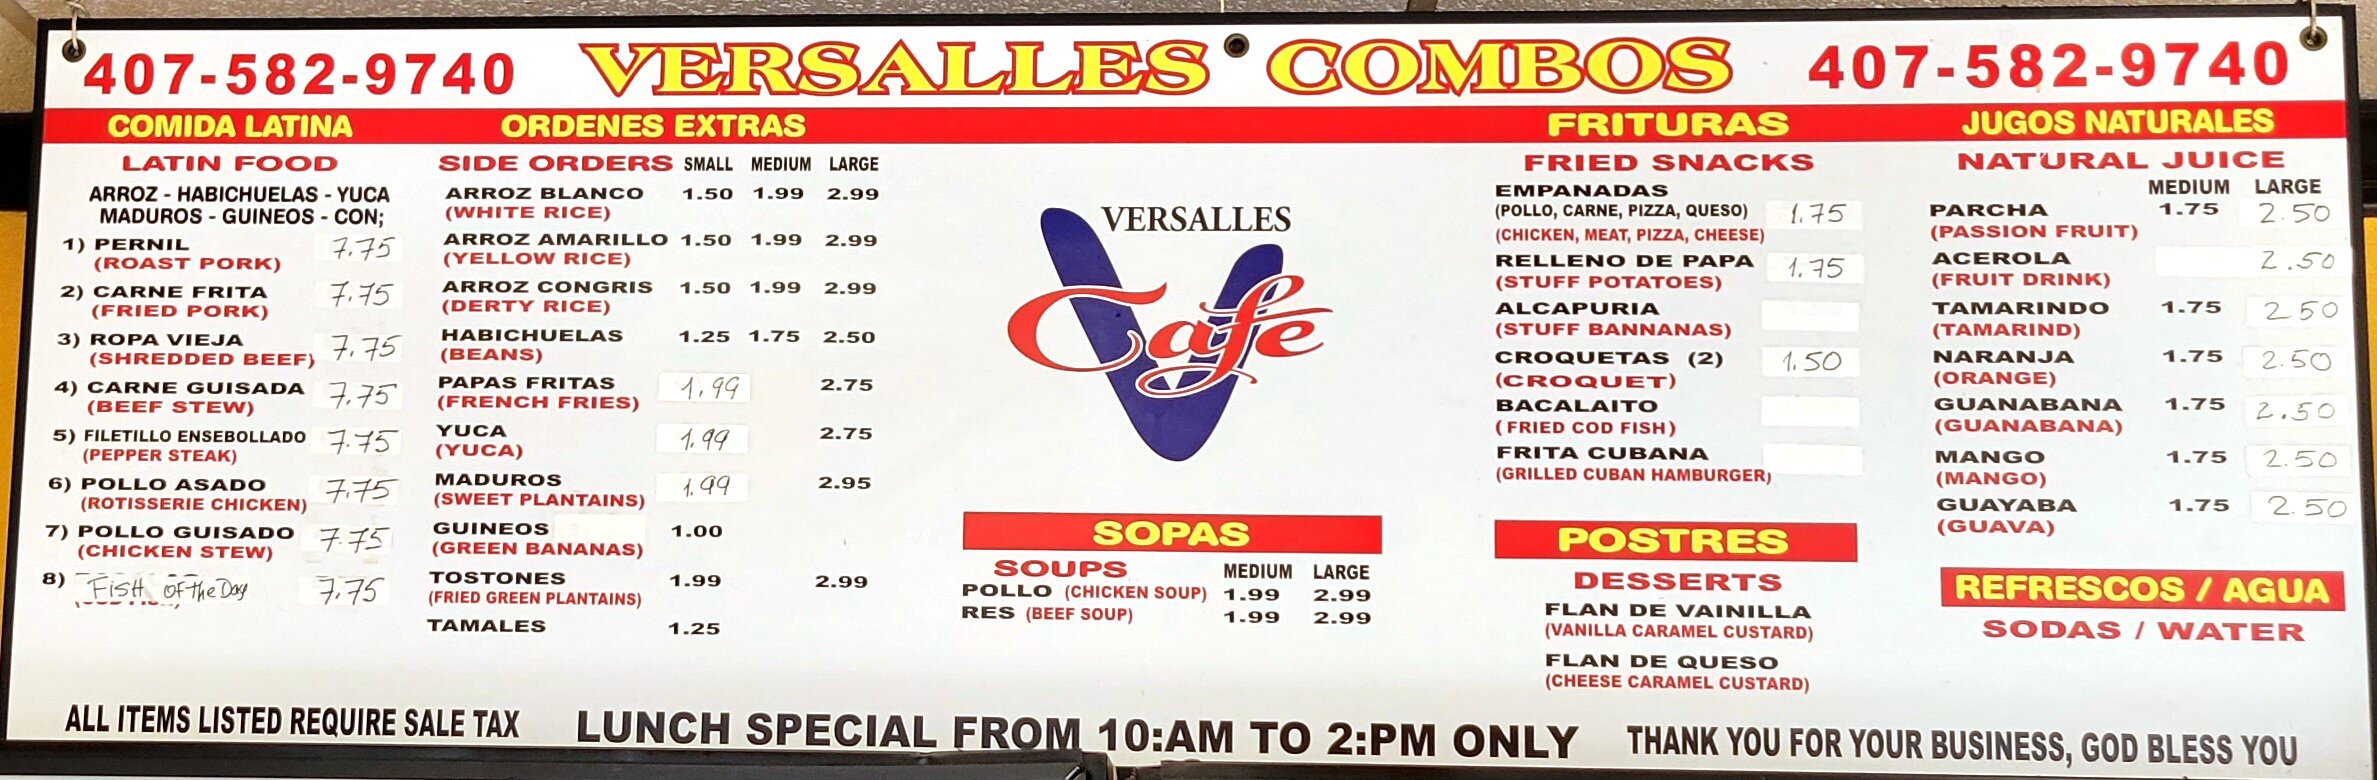 407-582-9740 VERSALLES COMBOS 407-582-9740
COMIDA LATINA
LATIN FOOD
ARROZ - HABICHUELAS - YUCA
MADUROS - GUINEOS - CON;
1) PERNIL 7.75
(ROAST PORK)
2) CARNE FRITA 7.75
(FRIED PORK)
3) ROPA VIEJA 7.75
(SHREDDED BEEF)
4) CARNE GUISADA 7.75
(BEEF STEW)
5) FILETILLO ENSEBOLLADO 7.75
(PEPPER STEAK)
6) POLLO ASADO 7.75
(ROTISSERIE CHICKEN)
7) POLLO GUISADO 7.75
(CHICKEN STEW)
8) FISH OF THE DAY 7.75
ORDENES EXTRAS
SIDE ORDERS SMALL MEDIUM LARGE
ARROZ BLANCO 1.50 1.99 2.99
(WHITE RICE)
ARROZ AMARILLO 1.50 1.99 2.99
(YELLOW RICE)
ARROZ CONGRIS 1.50 1.99 2.99
(DERTY RICE)
HABICHUELAS 1.25 1.75 2.50
(BEANS)
PAPAS FRITAS 1.99 2.75
(FRENCH FRIES)
YUCA 1.99 2.75
(YUCA)
MADUROS 1.99 2.95
(SWEET PLANTAINS)
GUINEOS 1.00
(GREEN BANANAS)
TOSTONES 1.99 2.99
(FRIED GREEN PLANTAINS)
TAMALES 1.25
VERSALLES
Cafe
SOPAS
SOUPS MEDIUM LARGE
POLLO (CHICKEN SOUP) 1.99 2.99
RES (BEEF SOUP) 1.99 2.99
FRITURAS
FRIED SNACKS
EMPANADAS
(POLLO, CARNE, PIZZA, QUESO) 1.75
(CHICKEN, MEAT, PIZZA, CHEESE)
RELLENO DE PAPA 1.75
(STUFF POTATOES)
ALCAPURIA
(STUFF BANNANAS)
CROQUETAS (2) 1.50
(CROQUET)
BACALAITO
(FRIED COD FISH)
FRITA CUBANA
(GRILLED CUBAN HAMBURGER)
POSTRES
DESSERTS
FLAN DE VAINILLA
(VANILLA CARAMEL CUSTARD)
FLAN DE QUESO
(CHEESE CARAMEL CUSTARD)
JUGOS NATURALES
NATURAL JUICE
MEDIUM LARGE
PARCHA 1.75 2.50
(PASSION FRUIT)
ACEROLA 2.50
(FRUIT DRINK)
TAMARINDO 1.75 2 50
(TAMARIND)
NARANJA 1.75 2.50
(ORANGE)
GUANABANA 1.75 2.50
(GUANABANA)
MANGO 1.75 2.50
(MANGO)
GUAYABA 1.75 2.50
(GUAVA)
REFRESCOS / AGUA
SODAS / WATER
ALL ITEMS LISTED REQUIRE SALE TAX LUNCH SPECIAL FROM 10:AM TO 2:PM ONLY THANK YOU FOR YOUR BUSINESS, GOD BLESS YOU